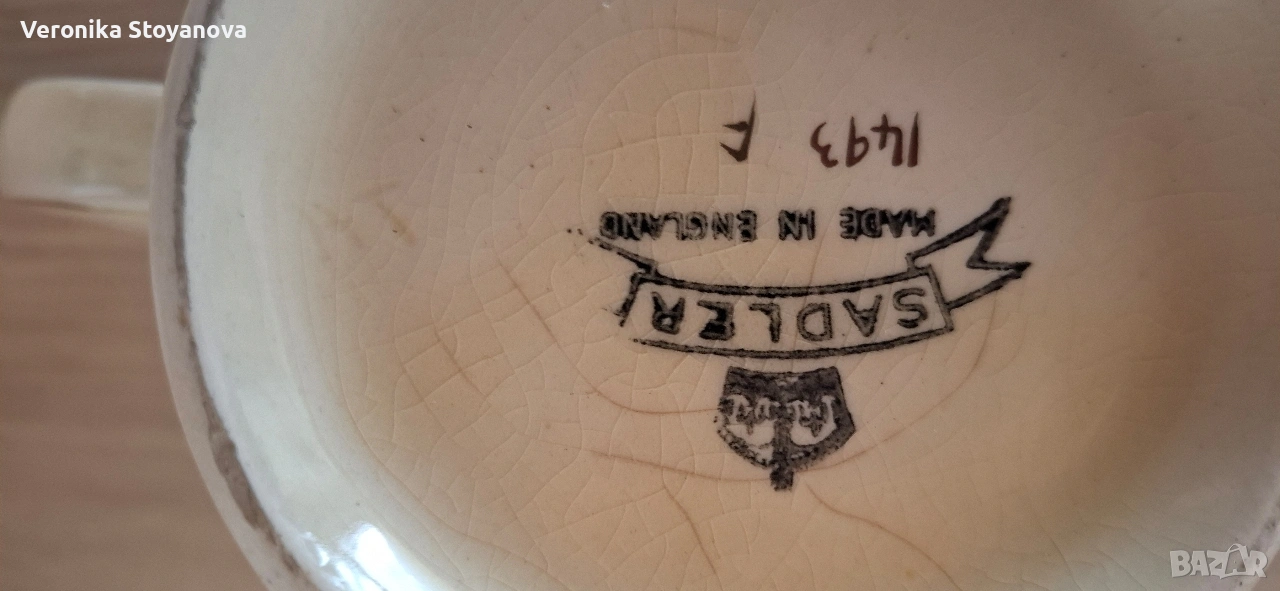 Veronika Stoyanova
1493 F
MADE IN ENGLAND
SADLER
BAZAR